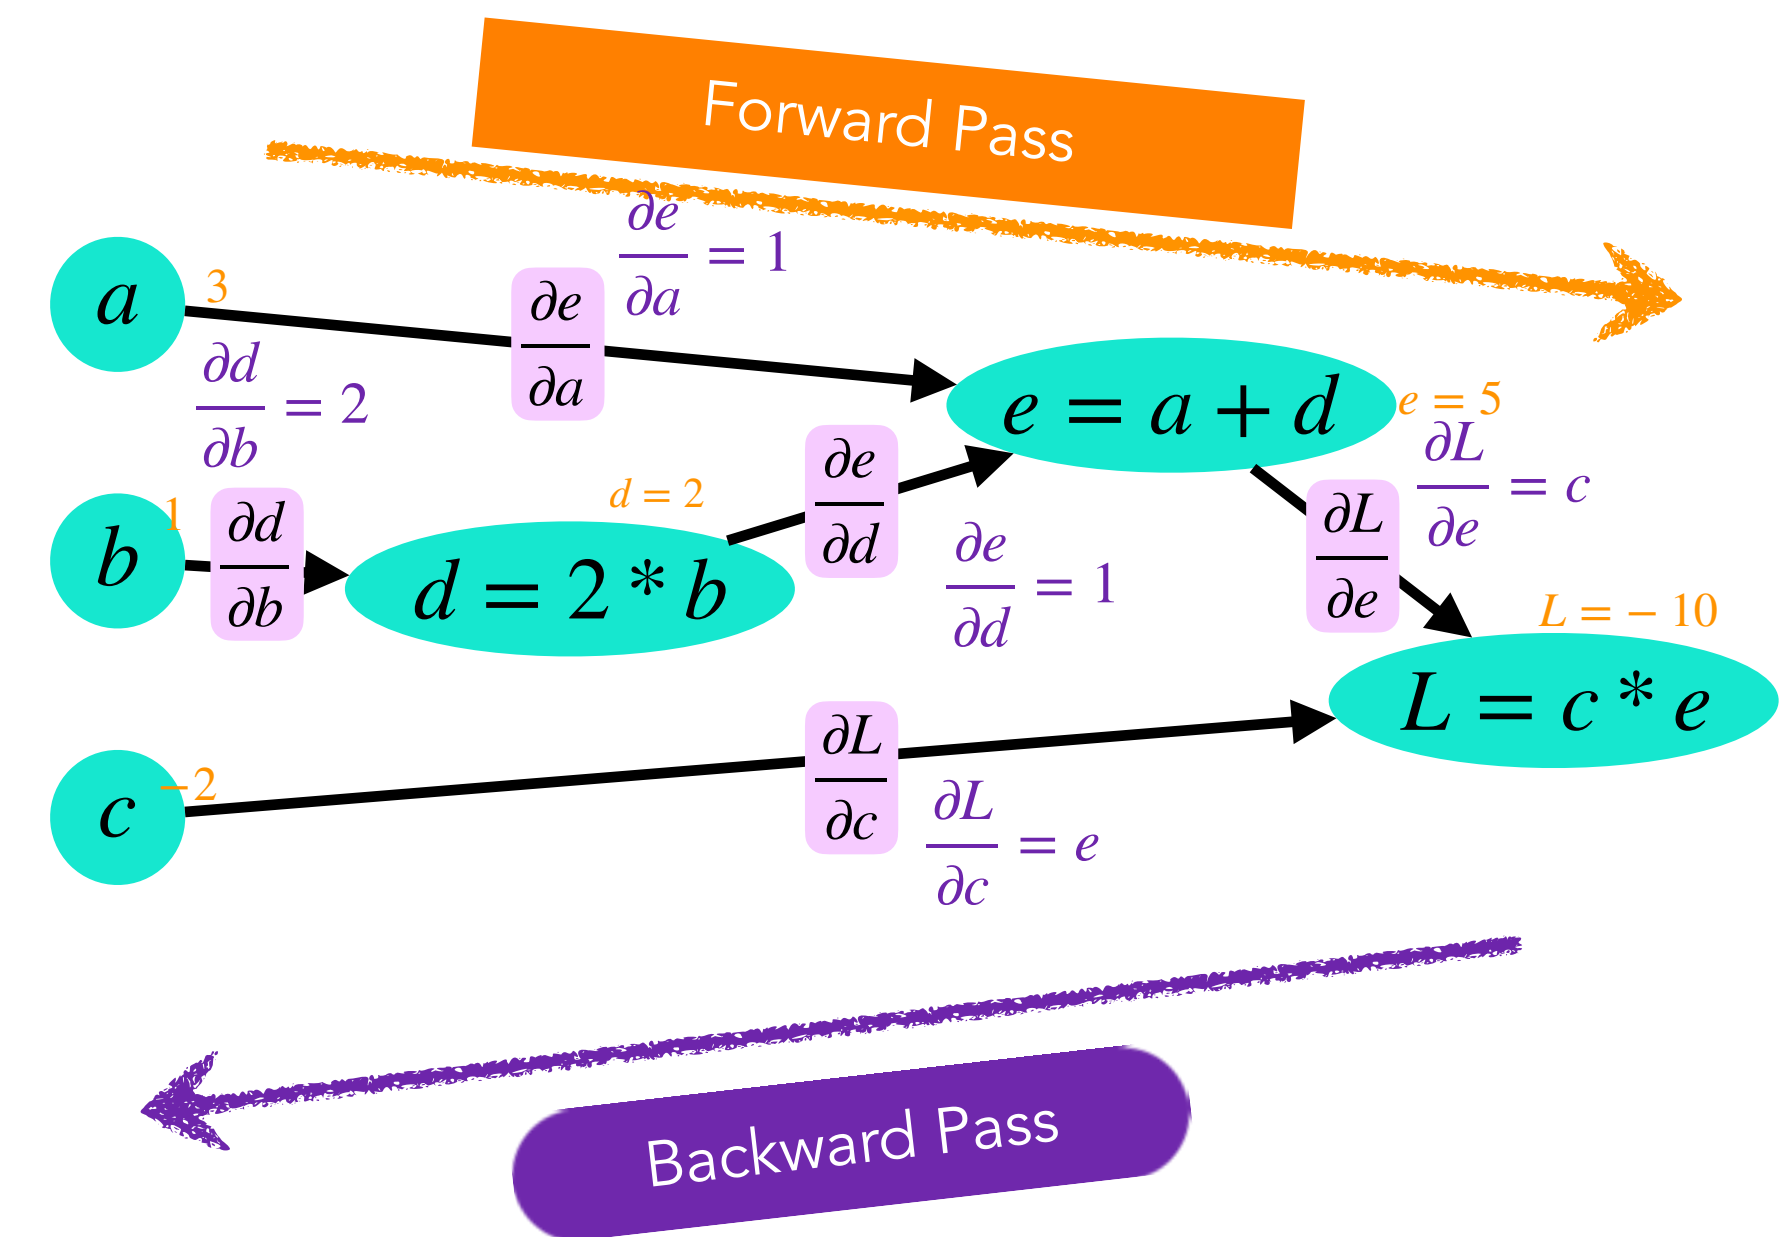 Forward Pass
∂e/∂a = 1
a
3
∂e/∂a
∂d/∂b = 2
e = a + d
e = 5
∂L/∂e = c
∂e/∂d
d = 2
b
1
∂d/∂b
d = 2 * b
∂e/∂d = 1
∂L/∂e
L = − 10
L = c * e
c
−2
∂L/∂c
∂L/∂c = e
Backward Pass